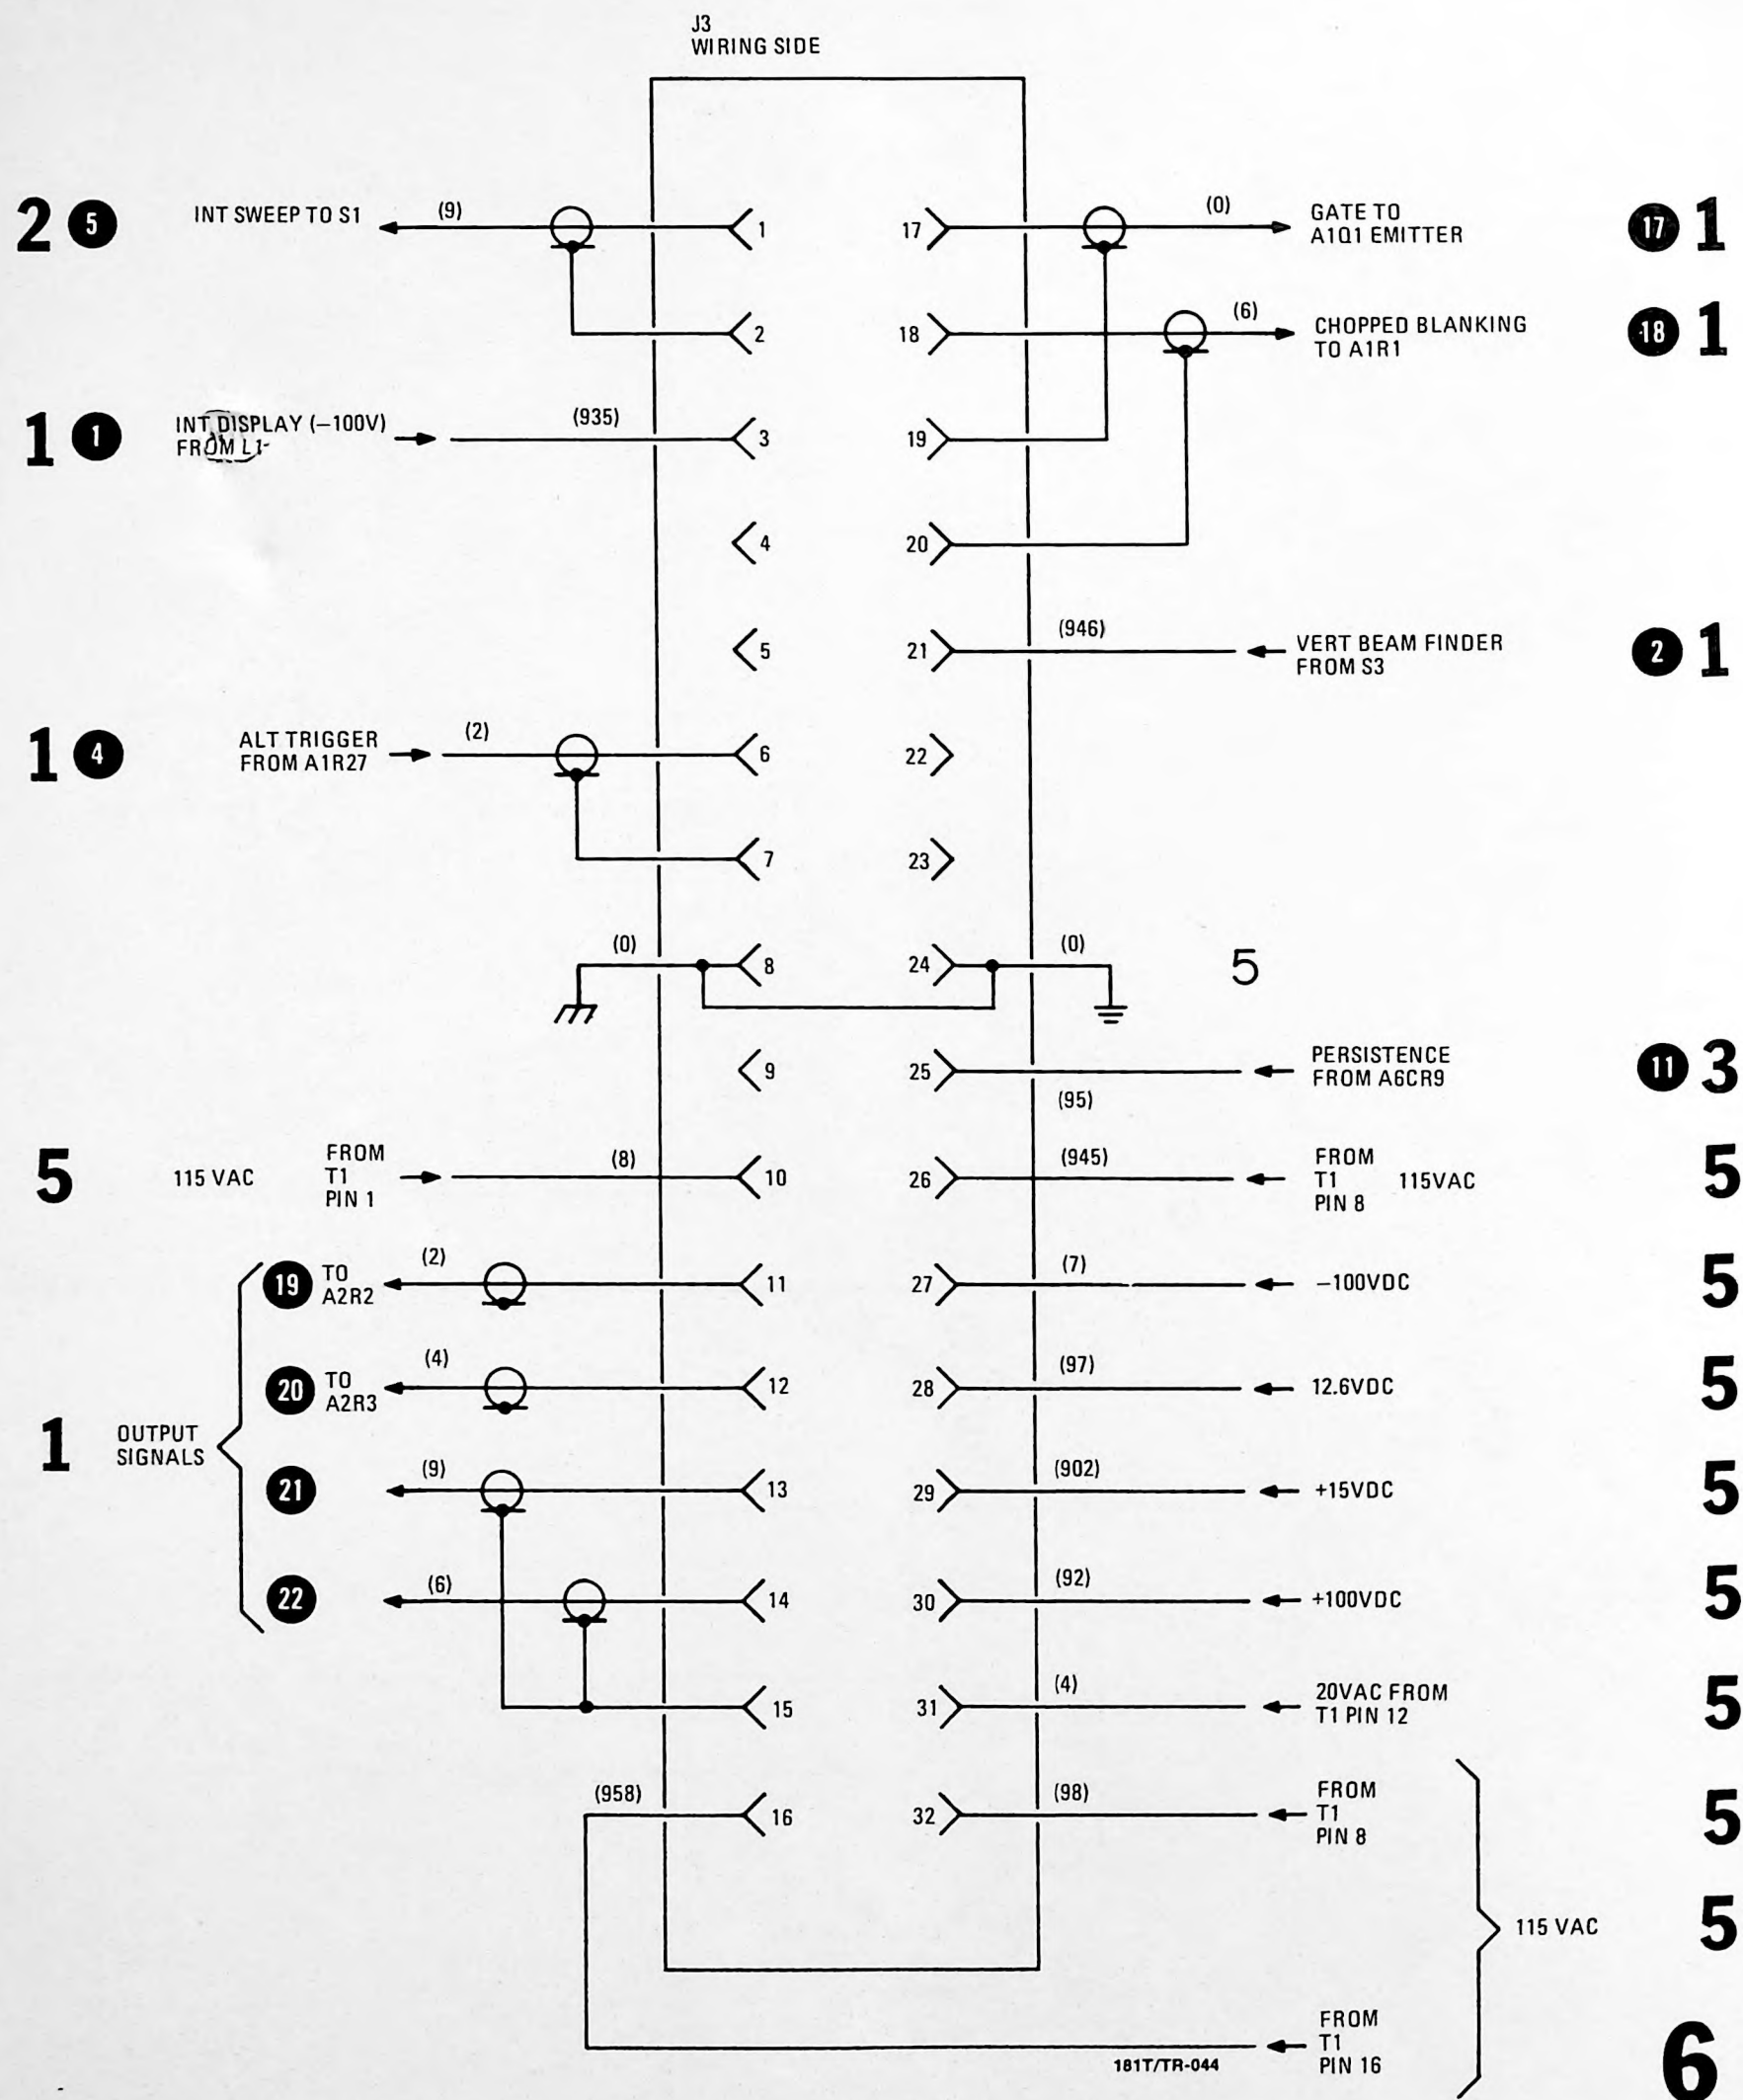 J3
WIRING SIDE
2 5 INT SWEEP TO S1 (9) 1
17 (0) GATE TO
A1Q1 EMITTER 17 1
2
18 (6) CHOPPED BLANKING
TO A1R1 18 1
1 1 INT DISPLAY (–100V)
FROM L1 (935) 3
19
4
20
5
21 (946) VERT BEAM FINDER
FROM S3 2 1
1 4 ALT TRIGGER
FROM A1R27 (2) 6
22
7
23
(0) 8
24 (0) 5
9
25 (95) PERSISTENCE
FROM A6CR9 11 3
5 115 VAC FROM
T1
PIN 1 (8) 10
26 (945) FROM
T1 115VAC
PIN 8 5
1 OUTPUT
SIGNALS
19 TO
A2R2 (2) 11
27 (7) –100VDC 5
20 TO
A2R3 (4) 12
28 (97) 12.6VDC 5
21 (9) 13
29 (902) +15VDC 5
22 (6) 14
30 (92) +100VDC 5
15
31 (4) 20VAC FROM
T1 PIN 12 5
(958) 16
32 (98) FROM
T1
PIN 8 5
115 VAC 5
FROM
T1
PIN 16
181T/TR-044
6